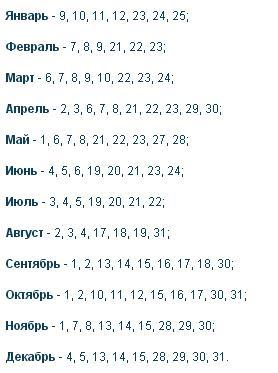 Январь - 9, 10, 11, 12, 23, 24, 25;
Февраль - 7, 8, 9, 21, 22, 23;
Март - 6, 7, 8, 9, 10, 22, 23, 24;
Апрель - 2, 3, 6, 7, 8, 21, 22, 23, 29, 30;
Май - 1, 6, 7, 8, 21, 22, 23, 27, 28;
Июнь - 4, 5, 6, 19, 20, 21, 23, 24;
Июль - 3, 4, 5, 19, 20, 21, 22;
Август - 2, 3, 4, 17, 18, 19, 31;
Сентябрь - 1, 2, 13, 14, 15, 16, 17, 18, 30;
Октябрь - 1, 2, 10, 11, 12, 15, 16, 17, 30, 31;
Ноябрь - 1, 7, 8, 13, 14, 15, 28, 29, 30;
Декабрь - 4, 5, 13, 14, 15, 28, 29, 30, 31.